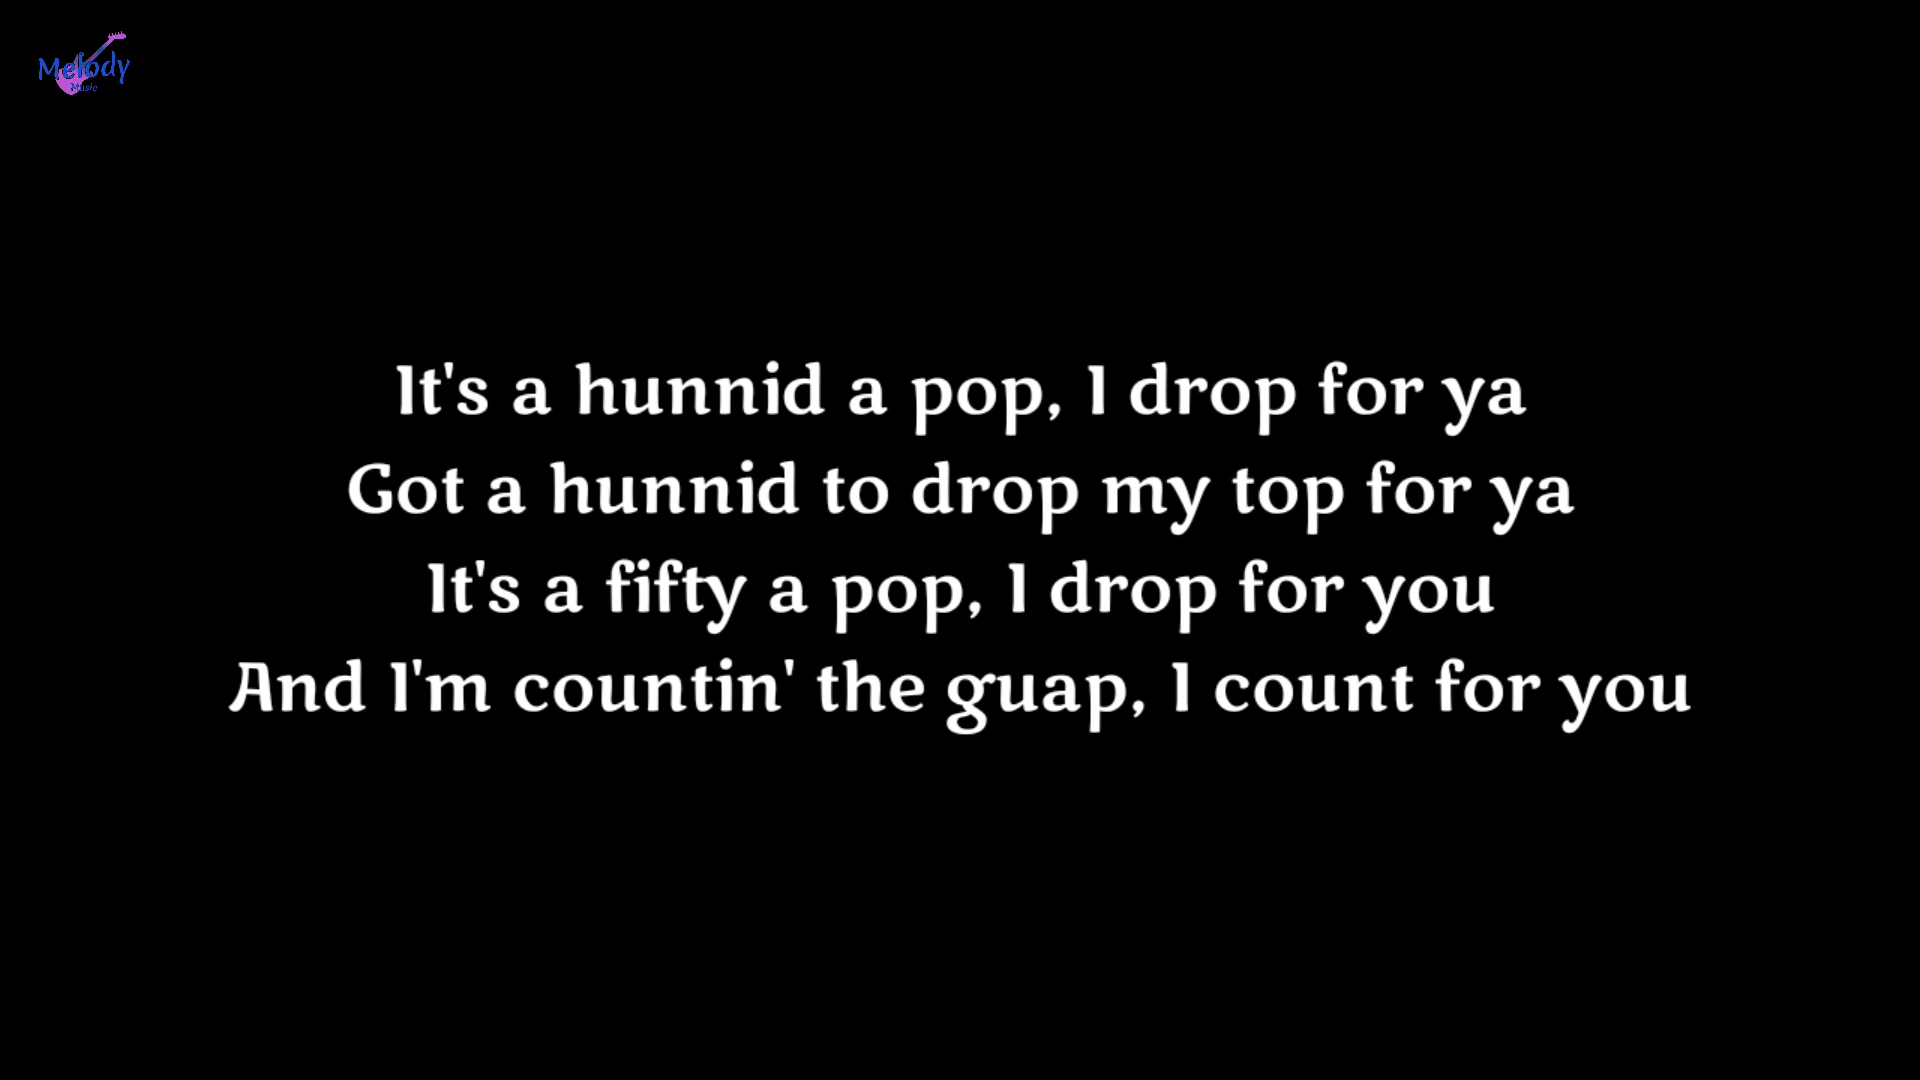 Melody
Music
It's a hunnid a pop, I drop for ya
Got a hunnid to drop my top for ya
It's a fifty a pop, I drop for you
And I'm countin' the guap, I count for you